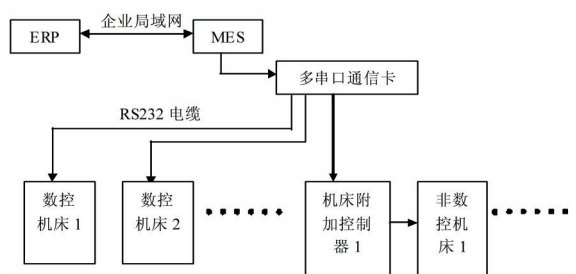 企业局域网
ERP
MES
多串口通信卡
RS232 电缆
数控
机床 1
数控
机床 2
机床附
加控制
器 1
非数
控机
床 1